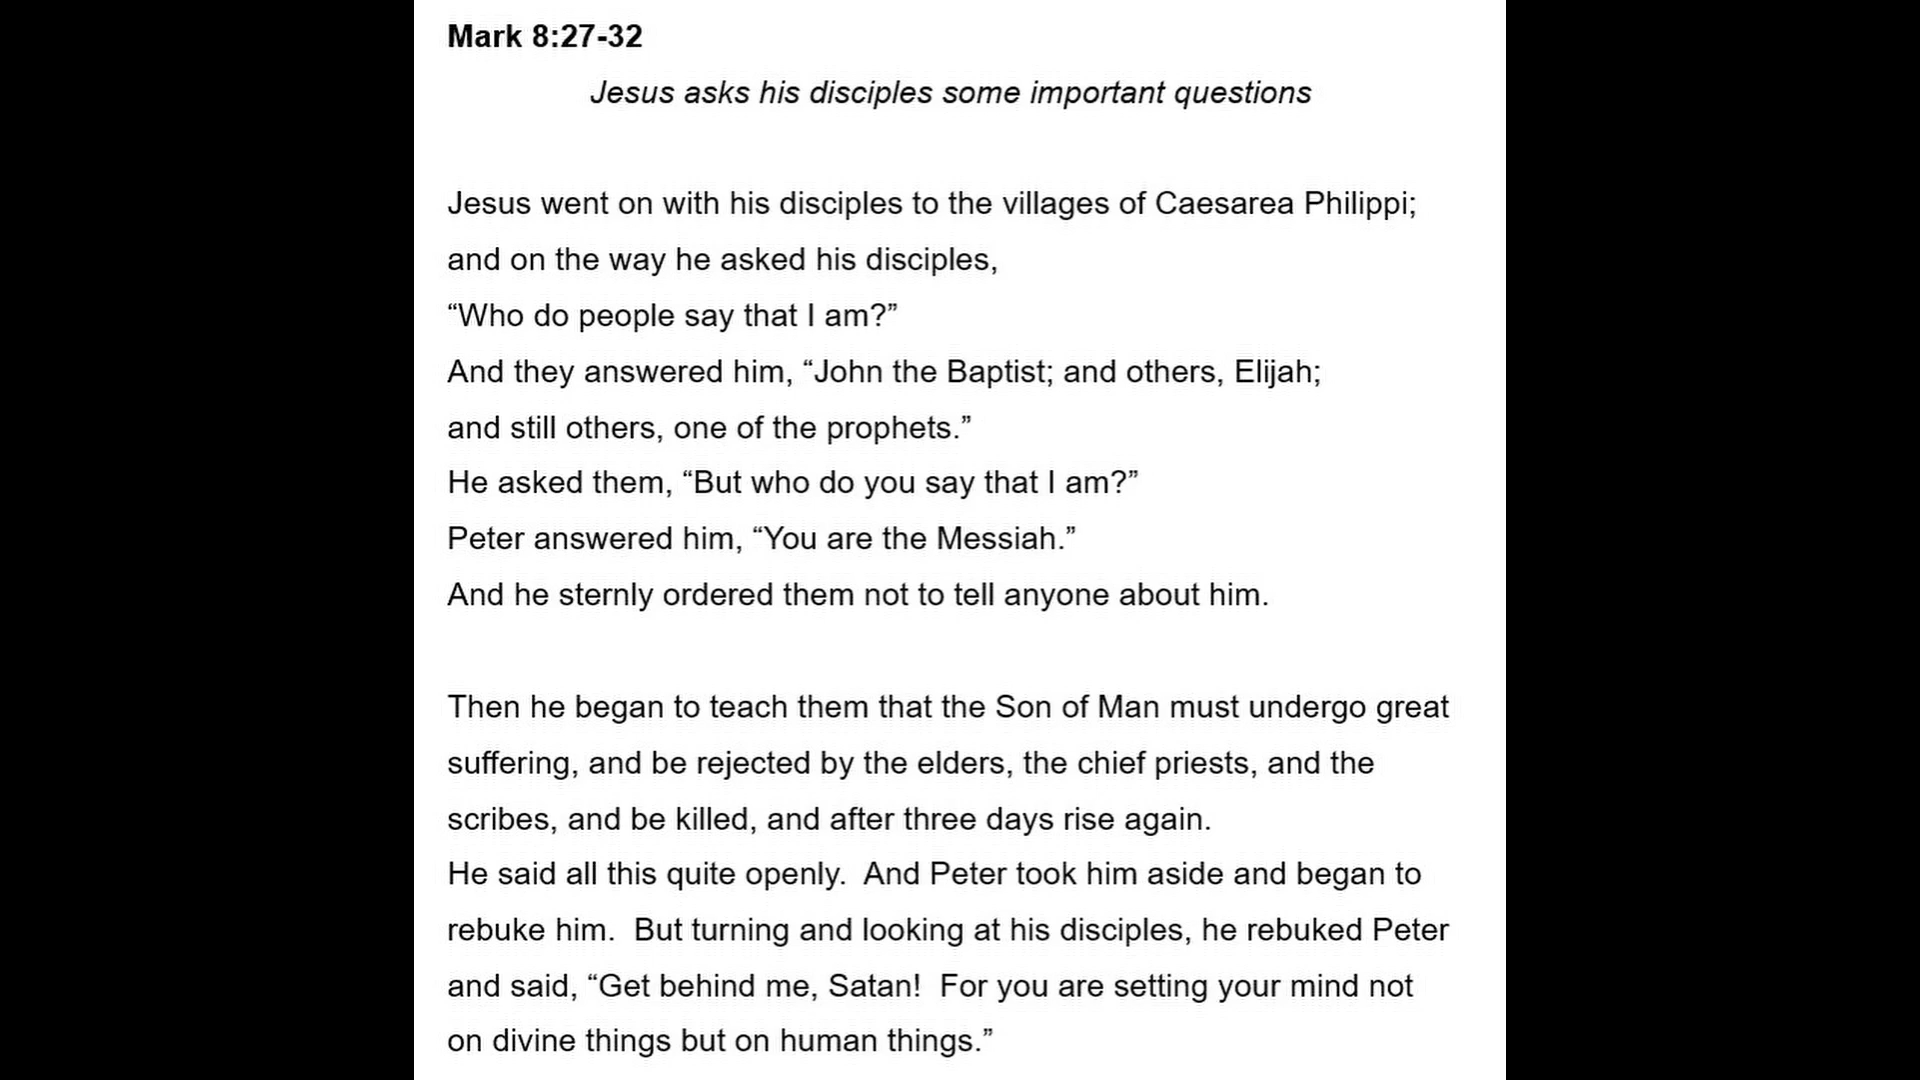 Mark 8:27-32
Jesus asks his disciples some important questions
Jesus went on with his disciples to the villages of Caesarea Philippi;
and on the way he asked his disciples,
“Who do people say that I am?”
And they answered him, “John the Baptist; and others, Elijah;
and still others, one of the prophets.”
He asked them, “But who do you say that I am?”
Peter answered him, “You are the Messiah.”
And he sternly ordered them not to tell anyone about him.
Then he began to teach them that the Son of Man must undergo great
suffering, and be rejected by the elders, the chief priests, and the
scribes, and be killed, and after three days rise again.
He said all this quite openly.  And Peter took him aside and began to
rebuke him.  But turning and looking at his disciples, he rebuked Peter
and said, “Get behind me, Satan!  For you are setting your mind not
on divine things but on human things.”